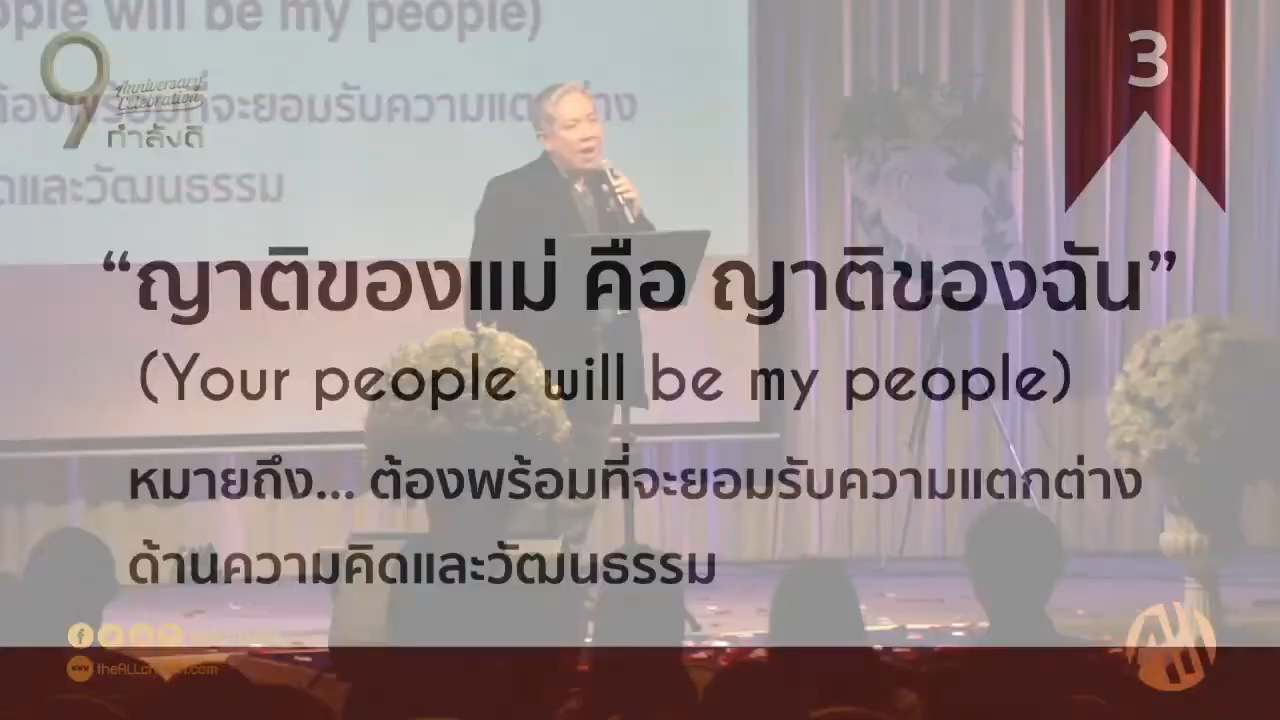 ople will be my people)
9
Anniversary
Celebration
กำลังดี
3
ต้องพร้อมที่จะยอมรับความแตกต่าง
ดและวัฒนธรรม
“ญาติของแม่ คือ ญาติของฉัน”
(Your people will be my people)
หมายถึง... ต้องพร้อมที่จะยอมรับความแตกต่าง
ด้านความคิดและวัฒนธรรม